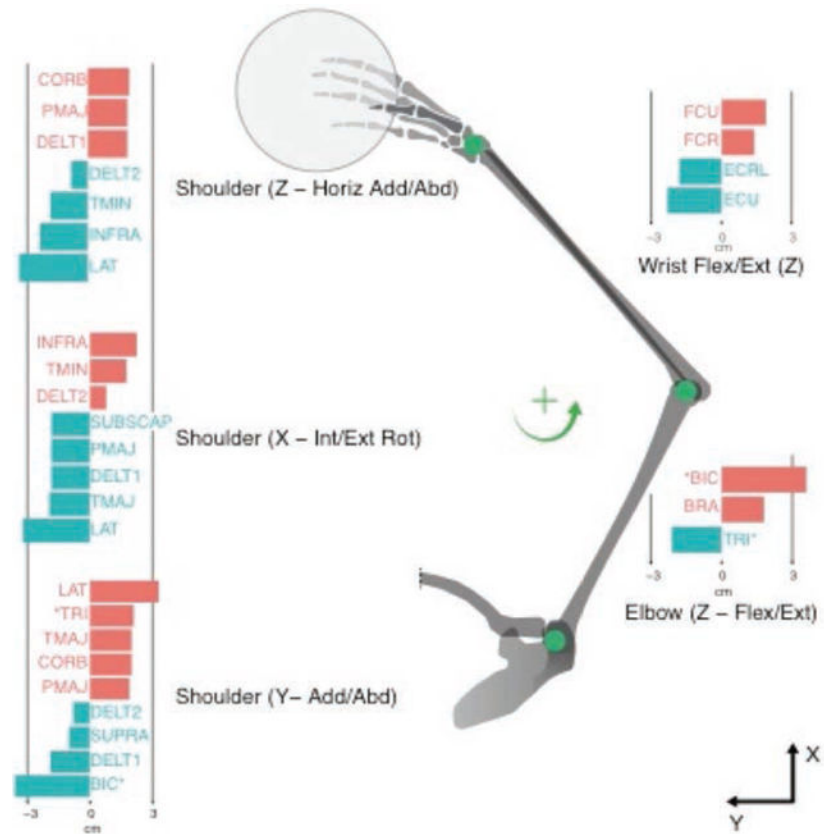 CORB
PMAJ
DELT1
DELT2
TMIN
INFRA
LAT
Shoulder (Z – Horiz Add/Abd)
INFRA
TMIN
DELT2
SUBSCAP
PMAJ
DELT1
TMAJ
LAT
Shoulder (X – Int/Ext Rot)
LAT
*TRI
TMAJ
CORB
PMAJ
DELT2
SUPRA
DELT1
BIC*
Shoulder (Y– Add/Abd)
–3 0 3
cm
+
FCU
FCR
ECRL
ECU
–3 0 3
cm
Wrist Flex/Ext (Z)
*BIC
BRA
TRI*
–3 0 3
cm
Elbow (Z – Flex/Ext)
X
Y